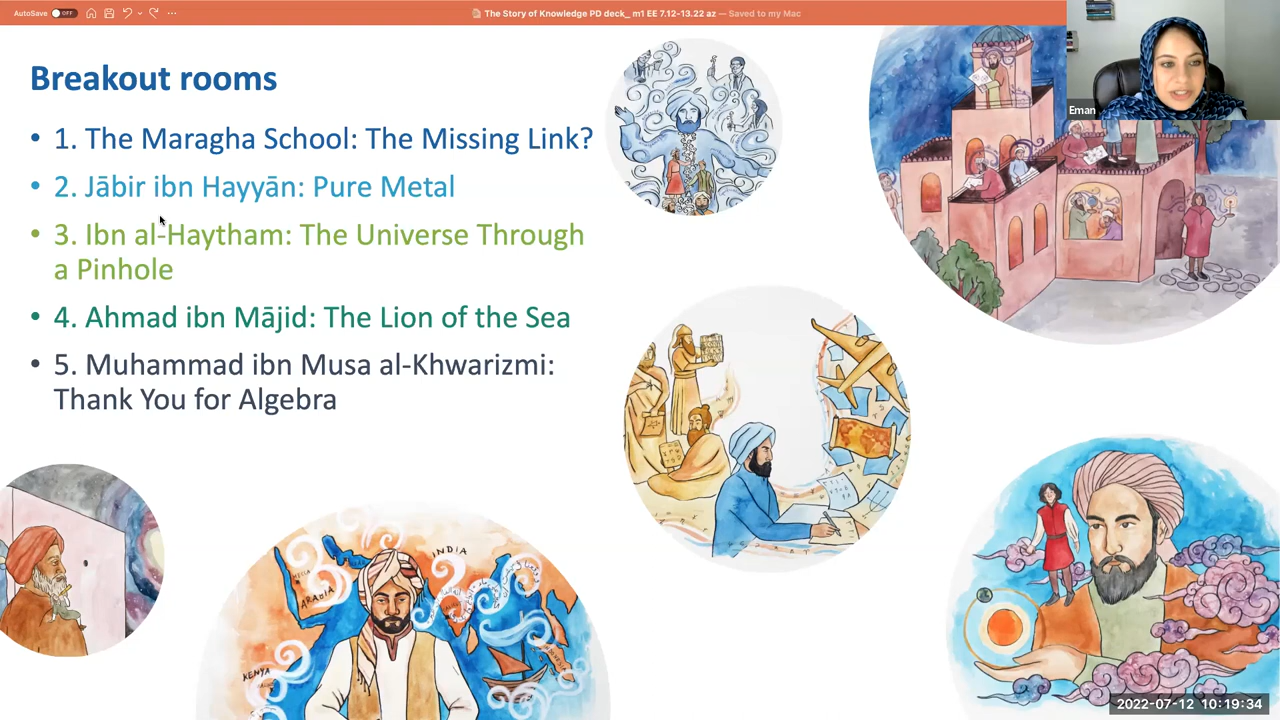 AutoSave OFF
The Story of Knowledge PD deck_ m1 EE 7.12-13.22 az — Saved to my Mac
Eman
Breakout rooms
• 1. The Maragha School: The Missing Link?
• 2. Jābir ibn Hayyān: Pure Metal
• 3. Ibn al-Haytham: The Universe Through
a Pinhole
• 4. Ahmad ibn Mājid: The Lion of the Sea
• 5. Muhammad ibn Musa al-Khwarizmi:
Thank You for Algebra
INDIA
ARABIA
KENYA
2022-07-12 10:19:34